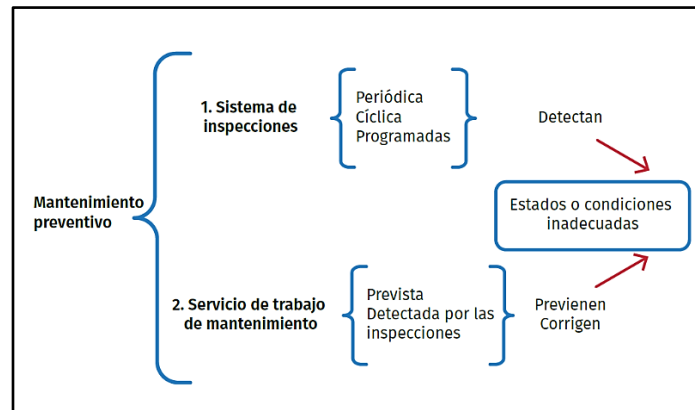 Mantenimiento
preventivo
1. Sistema de
inspecciones
Periódica
Cíclica
Programadas
Detectan
Estados o condiciones
inadecuadas
2. Servicio de trabajo
de mantenimiento
Prevista
Detectada por las
inspecciones
Previenen
Corrigen